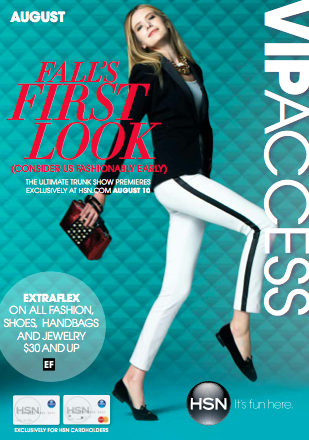 AUGUST
FALL'S
FIRST
LOOK
(CONSIDER US FASHIONABLY EARLY)
THE ULTIMATE TRUNK SHOW PREMIERES
EXCLUSIVELY AT HSN.COM AUGUST 10
VIPACCESS
EXTRAFLEX
ON ALL FASHION,
SHOES, HANDBAGS
AND JEWELRY
$30 AND UP
EF
HSN
HSN
EXCLUSIVELY FOR HSN CARDHOLDERS
HSN It's fun here.